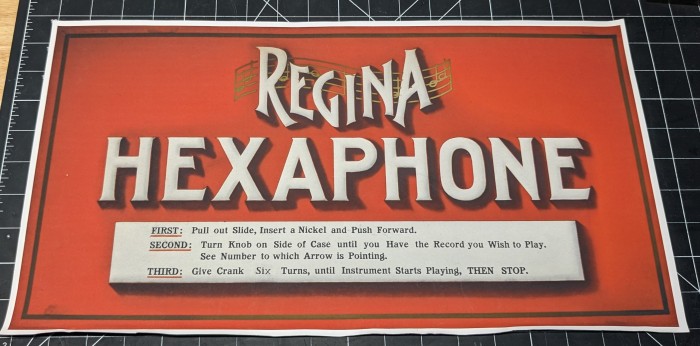 REGINA
HEXAPHONE
FIRST: Pull out Slide, Insert a Nickel and Push Forward.
SECOND: Turn Knob on Side of Case until you Have the Record you Wish to Play.
See Number to which Arrow is Pointing.
THIRD: Give Crank Six Turns, until Instrument Starts Playing, THEN STOP.